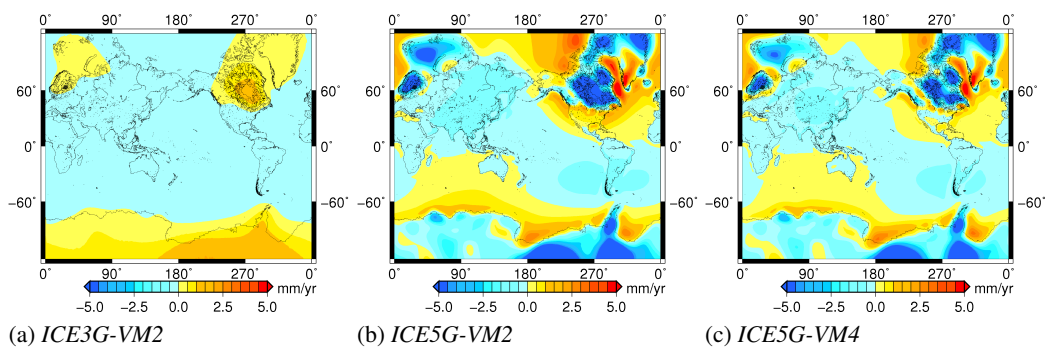 0° 90° 180° 270° 0° 0° 90° 180° 270° 0° 0° 90° 180° 270° 0°
60° 60° 60° 60° 60° 60°
0° 0° 0° 0° 0° 0°
−60° −60° −60° −60° −60° −60°
0° 90° 180° 270° 0° 0° 90° 180° 270° 0° 0° 90° 180° 270° 0°
mm/yr mm/yr mm/yr
−5.0 −2.5 0.0 2.5 5.0 −5.0 −2.5 0.0 2.5 5.0 −5.0 −2.5 0.0 2.5 5.0
(a) ICE3G-VM2 (b) ICE5G-VM2 (c) ICE5G-VM4